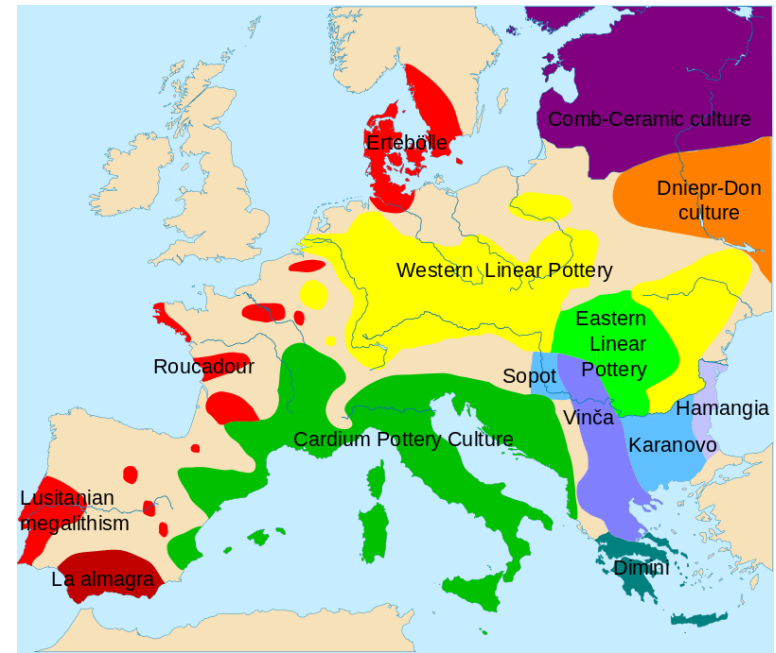 Comb-Ceramic culture
Ertebölle
Dniepr-Don
culture
Western Linear Pottery
Eastern
Linear
Pottery
Roucadour
Sopot
Vinča
Hamangia
Karanovo
Cardium Pottery Culture
Lusitanian
megalithism
La almagra
Dimini